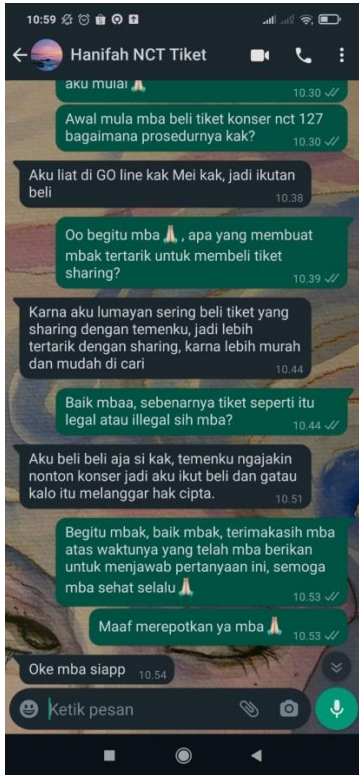 10:59
Hanifah NCT Tiket
aku mulai 🙏🏻
10.30
Awal mula mba beli tiket konser nct 127
bagaimana prosedurnya kak?
10.30
Aku liat di GO line kak Mei kak, jadi ikutan
beli
10.38
Oo begitu mba 🙏🏻, apa yang membuat
mbak tertarik untuk membeli tiket
sharing?
10.39
Karna aku lumayan sering beli tiket yang
sharing dengan temenku, jadi lebih
tertarik dengan sharing, karna lebih murah
dan mudah di cari
10.44
Baik mbaa, sebenarnya tiket seperti itu
legal atau illegal sih mba?
10.44
Aku beli beli aja si kak, temenku ngajakin
nonton konser jadi aku ikut beli dan gatau
kalo itu melanggar hak cipta.
10.51
Begitu mbak, baik mbak, terimakasih mba
atas waktunya yang telah mba berikan
untuk menjawab pertanyaan ini, semoga
mba sehat selalu 🙏🏻
10.53
Maaf merepotkan ya mba 🙏🏻
10.53
Oke mba siapp
10.54
Ketik pesan